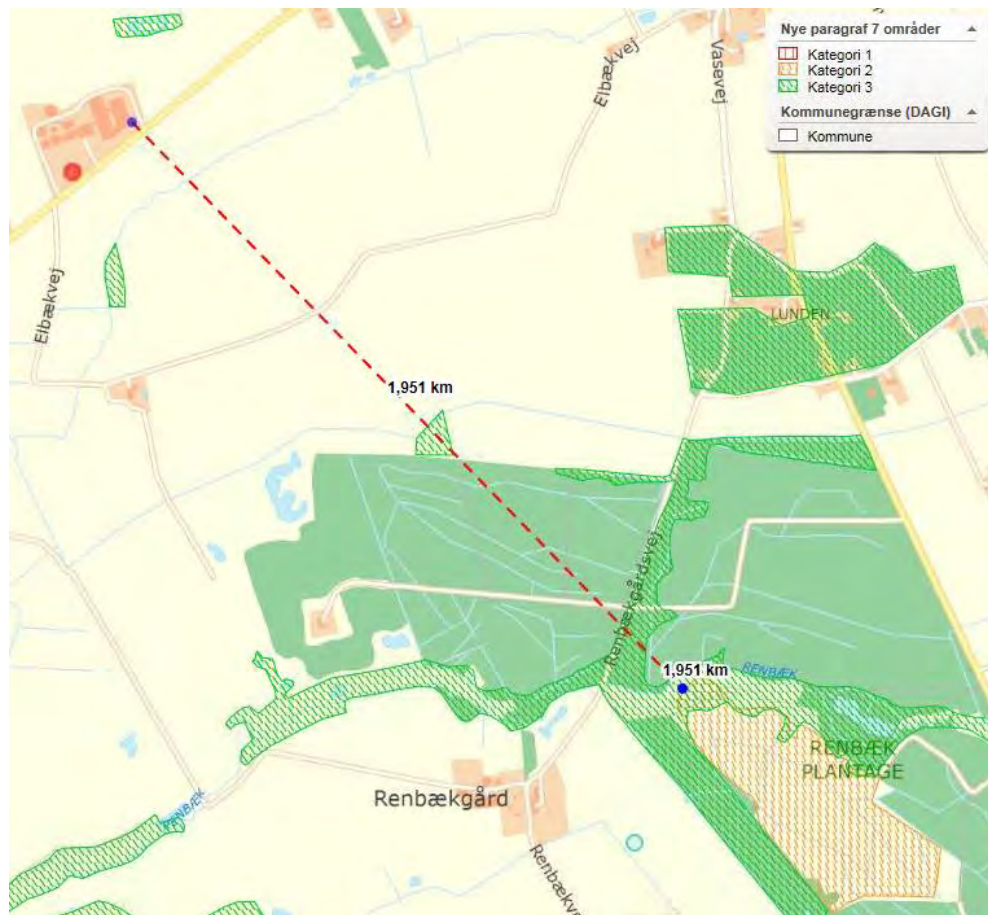 Nye paragraf 7 områder
Kategori 1
Kategori 2
Kategori 3
Kommunegrænse (DAGI)
Kommune
Elbækvej
Vasevej
Elbækvej
LUNDEN
1,951 km
Renbækgårdsvej
1,951 km
RENBÆK
RENBÆK
PLANTAGE
Renbækgård
RENBÆK
Renbækvej